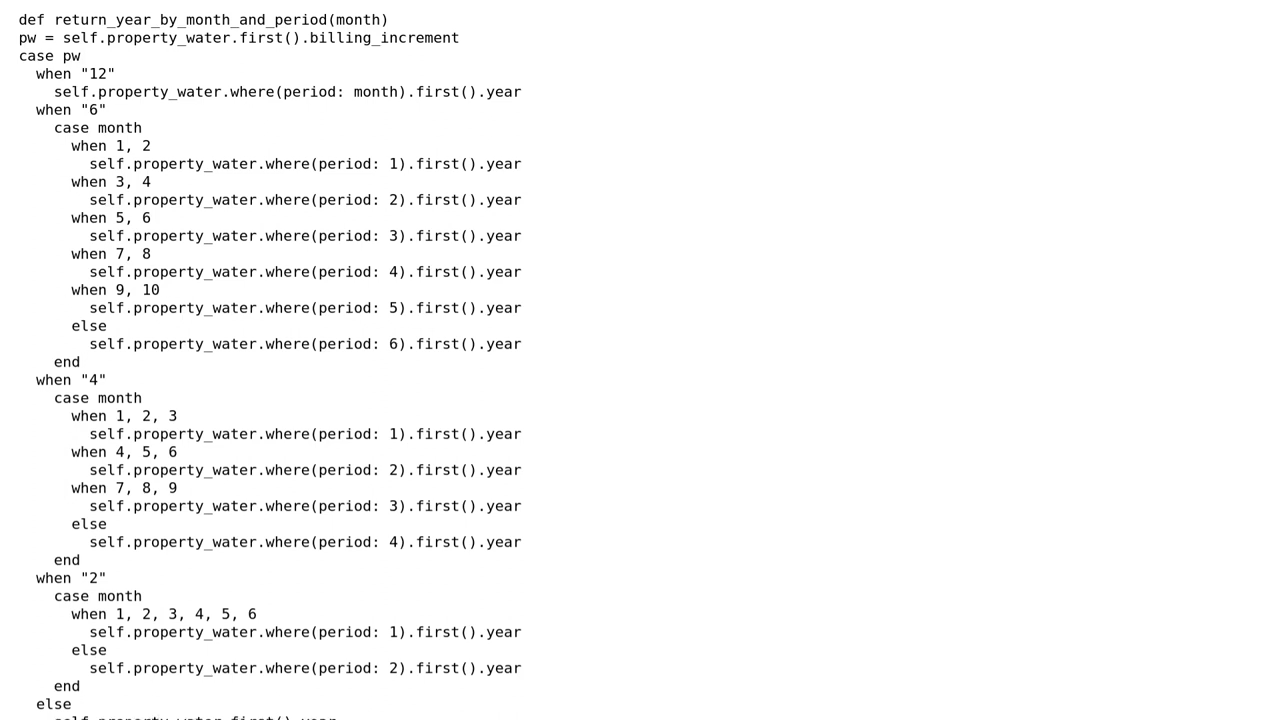 def return_year_by_month_and_period(month)
pw = self.property_water.first().billing_increment
case pw
  when "12"
    self.property_water.where(period: month).first().year
  when "6"
    case month
      when 1, 2
        self.property_water.where(period: 1).first().year
      when 3, 4
        self.property_water.where(period: 2).first().year
      when 5, 6
        self.property_water.where(period: 3).first().year
      when 7, 8
        self.property_water.where(period: 4).first().year
      when 9, 10
        self.property_water.where(period: 5).first().year
      else
        self.property_water.where(period: 6).first().year
    end
  when "4"
    case month
      when 1, 2, 3
        self.property_water.where(period: 1).first().year
      when 4, 5, 6
        self.property_water.where(period: 2).first().year
      when 7, 8, 9
        self.property_water.where(period: 3).first().year
      else
        self.property_water.where(period: 4).first().year
    end
  when "2"
    case month
      when 1, 2, 3, 4, 5, 6
        self.property_water.where(period: 1).first().year
      else
        self.property_water.where(period: 2).first().year
    end
  else
    self.property_water.first().year